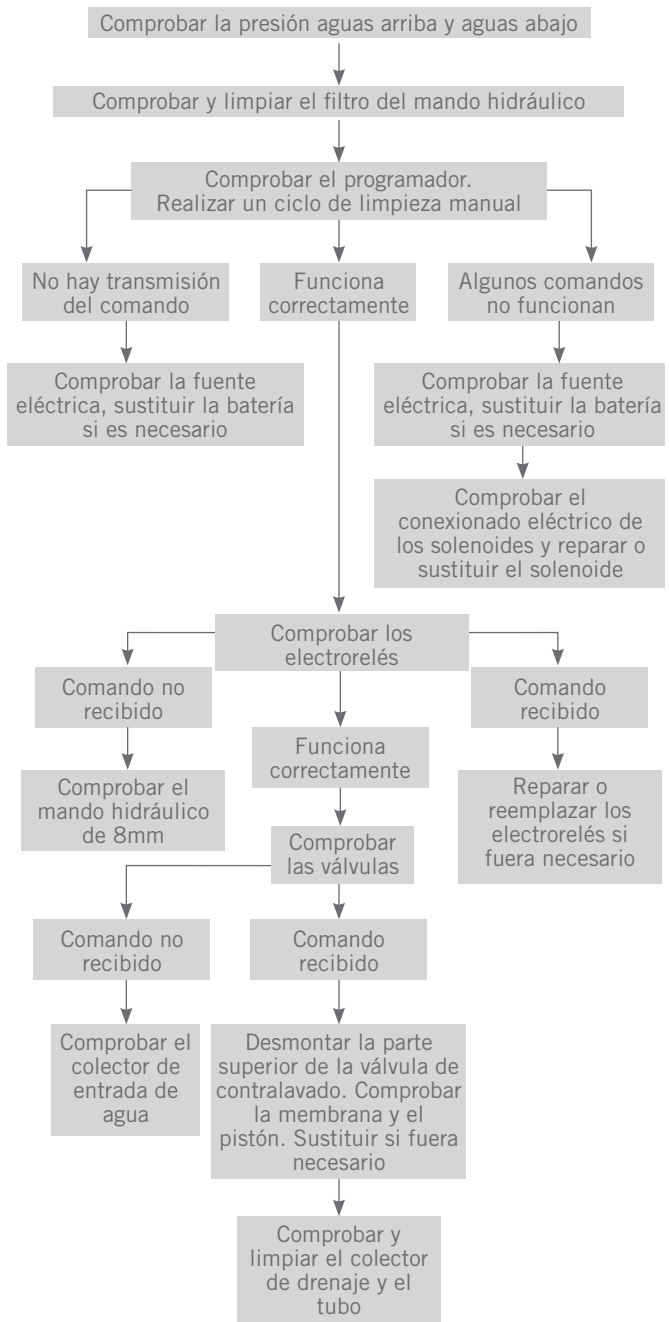 Comprobar la presión aguas arriba y aguas abajo
Comprobar y limpiar el filtro del mando hidráulico
Comprobar el programador.
Realizar un ciclo de limpieza manual
No hay transmisión
del comando
Funciona
correctamente
Algunos comandos
no funcionan
Comprobar la fuente
eléctrica, sustituir la batería
si es necesario
Comprobar la fuente
eléctrica, sustituir la batería
si es necesario
Comprobar el
conexionado eléctrico de
los solenoides y reparar o
sustituir el solenoide
Comprobar los
electrorelés
Comando no
recibido
Funciona
correctamente
Comando
recibido
Comprobar el
mando hidráulico
de 8mm
Reparar o
reemplazar los
electrorelés si
fuera necesario
Comprobar
las válvulas
Comando no
recibido
Comando
recibido
Comprobar el
colector de
entrada de
agua
Desmontar la parte
superior de la válvula de
contralavado. Comprobar
la membrana y el
pistón. Sustituir si fuera
necesario
Comprobar y
limpiar el colector
de drenaje y el
tubo